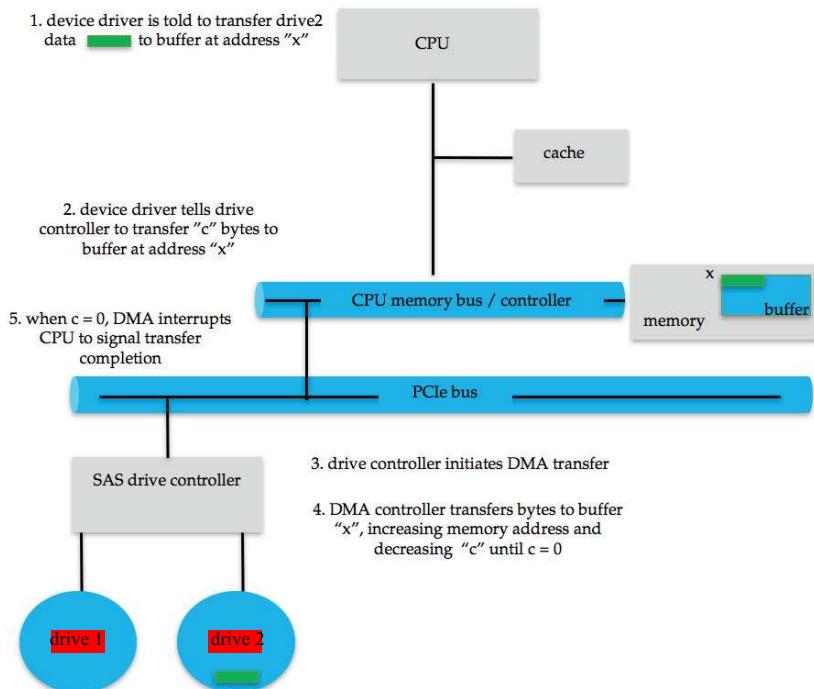 1. device driver is told to transfer drive2
data to buffer at address "x"
CPU
cache
2. device driver tells drive
controller to transfer "c" bytes to
buffer at address "x"
x
CPU memory bus / controller
buffer
memory
5. when c = 0, DMA interrupts
CPU to signal transfer
completion
PCIe bus
SAS drive controller
3. drive controller initiates DMA transfer
4. DMA controller transfers bytes to buffer
"x", increasing memory address and
decreasing "c" until c = 0
drive 1
drive 2